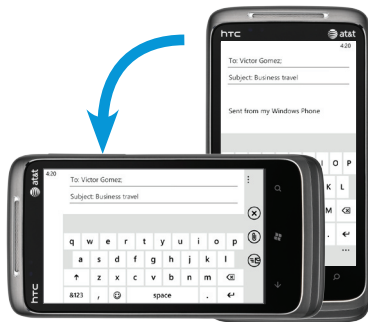 hTC at&t
4:20
To: Victor Gomez;
Subject: Business travel
Sent from my Windows Phone
I O P
K L
M
at&t
4:20
To: Victor Gomez;
Subject: Business travel
q w e r t y u i o p
a s d f g h j k l
z x c v b n m
&123 , space .
hTC